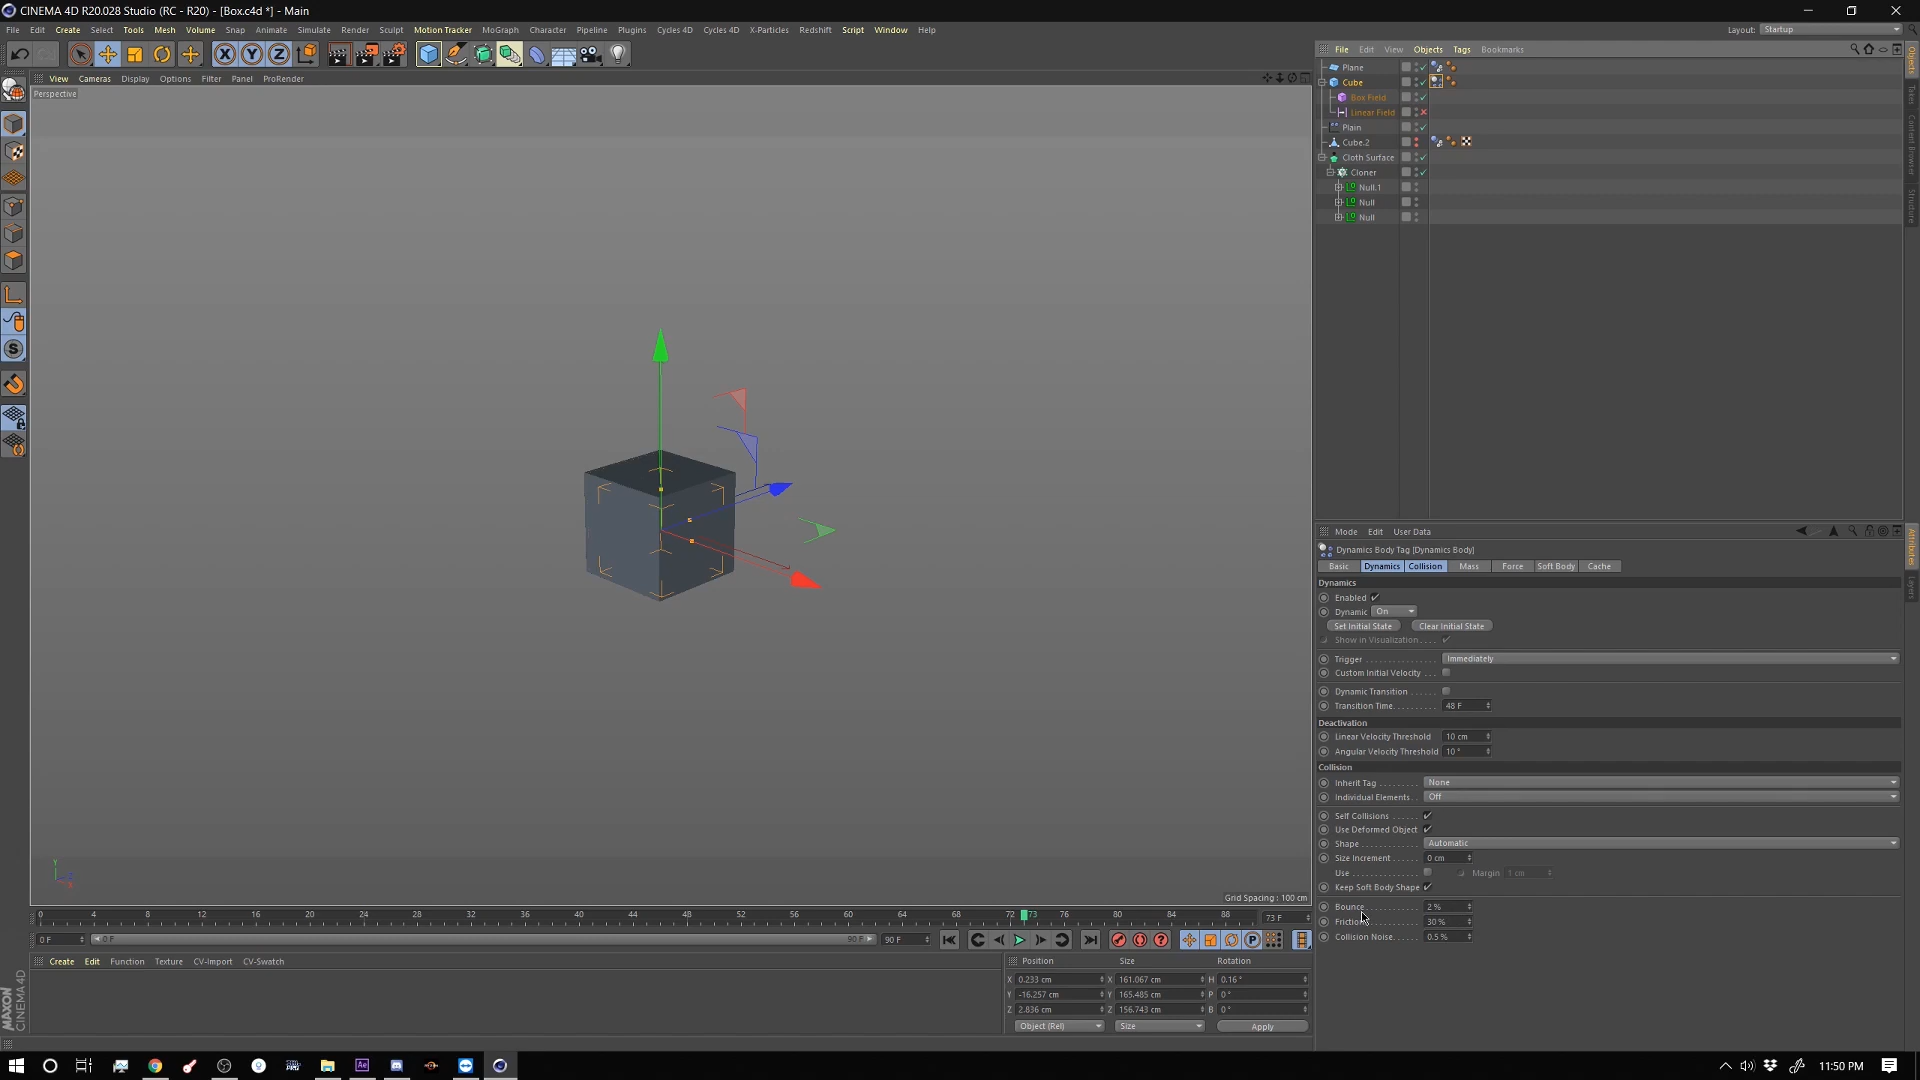 CINEMA 4D R20.028 Studio (RC - R20) - [Box.c4d *] - Main
File Edit Create Select Tools Mesh Volume Snap Animate Simulate Render Sculpt Motion Tracker MoGraph Character Pipeline Plugins Cycles 4D Cycles 4D X-Particles Redshift Script Window Help Layout: Startup
File Edit View Objects Tags Bookmarks
View Cameras Display Options Filter Panel ProRender
Perspective
Plane
Cube
Box Field
Linear Field
Plain
Cube.2
Cloth Surface
Cloner
Null.1
Null
Null
Objects
Takes
Content Browser
Structure
Mode Edit User Data
Attributes
Layers
Dynamics Body Tag [Dynamics Body]
Basic Dynamics Collision Mass Force Soft Body Cache
Dynamics
Enabled
Dynamic On
Set Initial State Clear Initial State
Show in Visualization
Trigger Immediately
Custom Initial Velocity
Dynamic Transition
Transition Time 48 F
Deactivation
Linear Velocity Threshold 10 cm
Angular Velocity Threshold 10 °
Collision
Inherit Tag None
Individual Elements Off
Self Collisions
Use Deformed Object
Shape Automatic
Size Increment 0 cm
Use Margin 1 cm
Keep Soft Body Shape
Bounce 2 %
Friction 30 %
Collision Noise 0.5 %
Y
Z
X
Grid Spacing : 100 cm
0 4 8 12 16 20 24 28 32 36 40 44 48 52 56 60 64 68 72 73 76 80 84 88 73 F
0 F 0 F 90 F 90 F
Create Edit Function Texture CV-Import CV-Swatch
Position Size Rotation
X 0.233 cm X 161.067 cm H 0.16 °
Y -16.257 cm Y 165.485 cm P 0 °
Z 2.836 cm Z 156.743 cm B 0 °
Object (Rel) Size Apply
MAXON
CINEMA 4D
Ae
11:50 PM